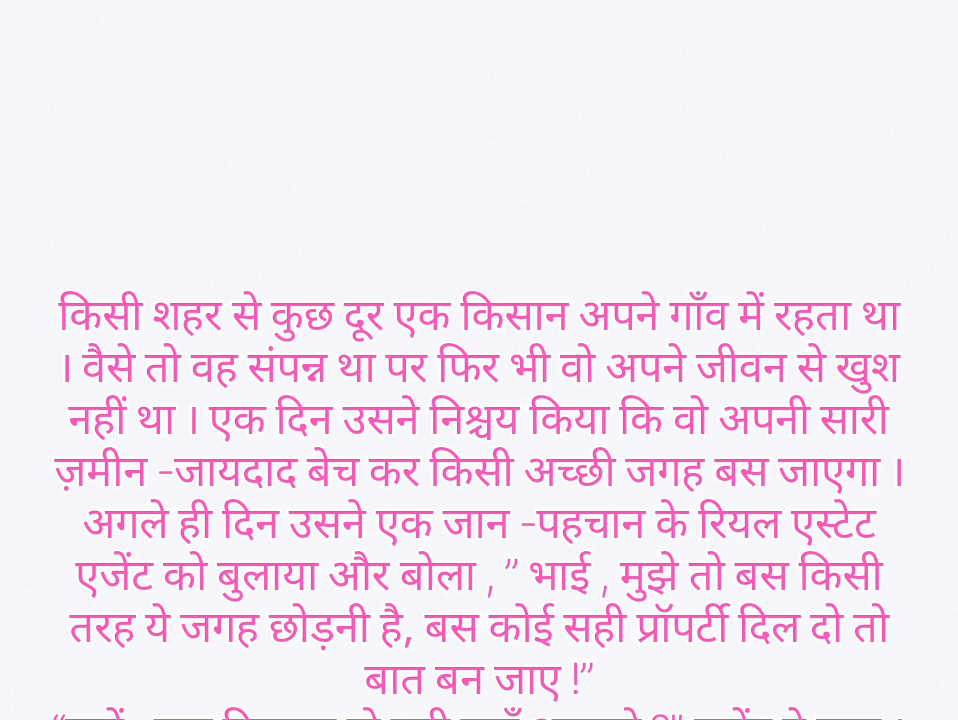 किसी शहर से कुछ दूर एक किसान अपने गाँव में रहता था
। वैसे तो वह संपन्न था पर फिर भी वो अपने जीवन से खुश
नहीं था । एक दिन उसने निश्चय किया कि वो अपनी सारी
ज़मीन -जायदाद बेच कर किसी अच्छी जगह बस जाएगा ।
अगले ही दिन उसने एक जान -पहचान के रियल एस्टेट
एजेंट को बुलाया और बोला , ” भाई , मुझे तो बस किसी
तरह ये जगह छोड़नी है, बस कोई सही प्रॉपर्टी दिल दो तो
बात बन जाए !”